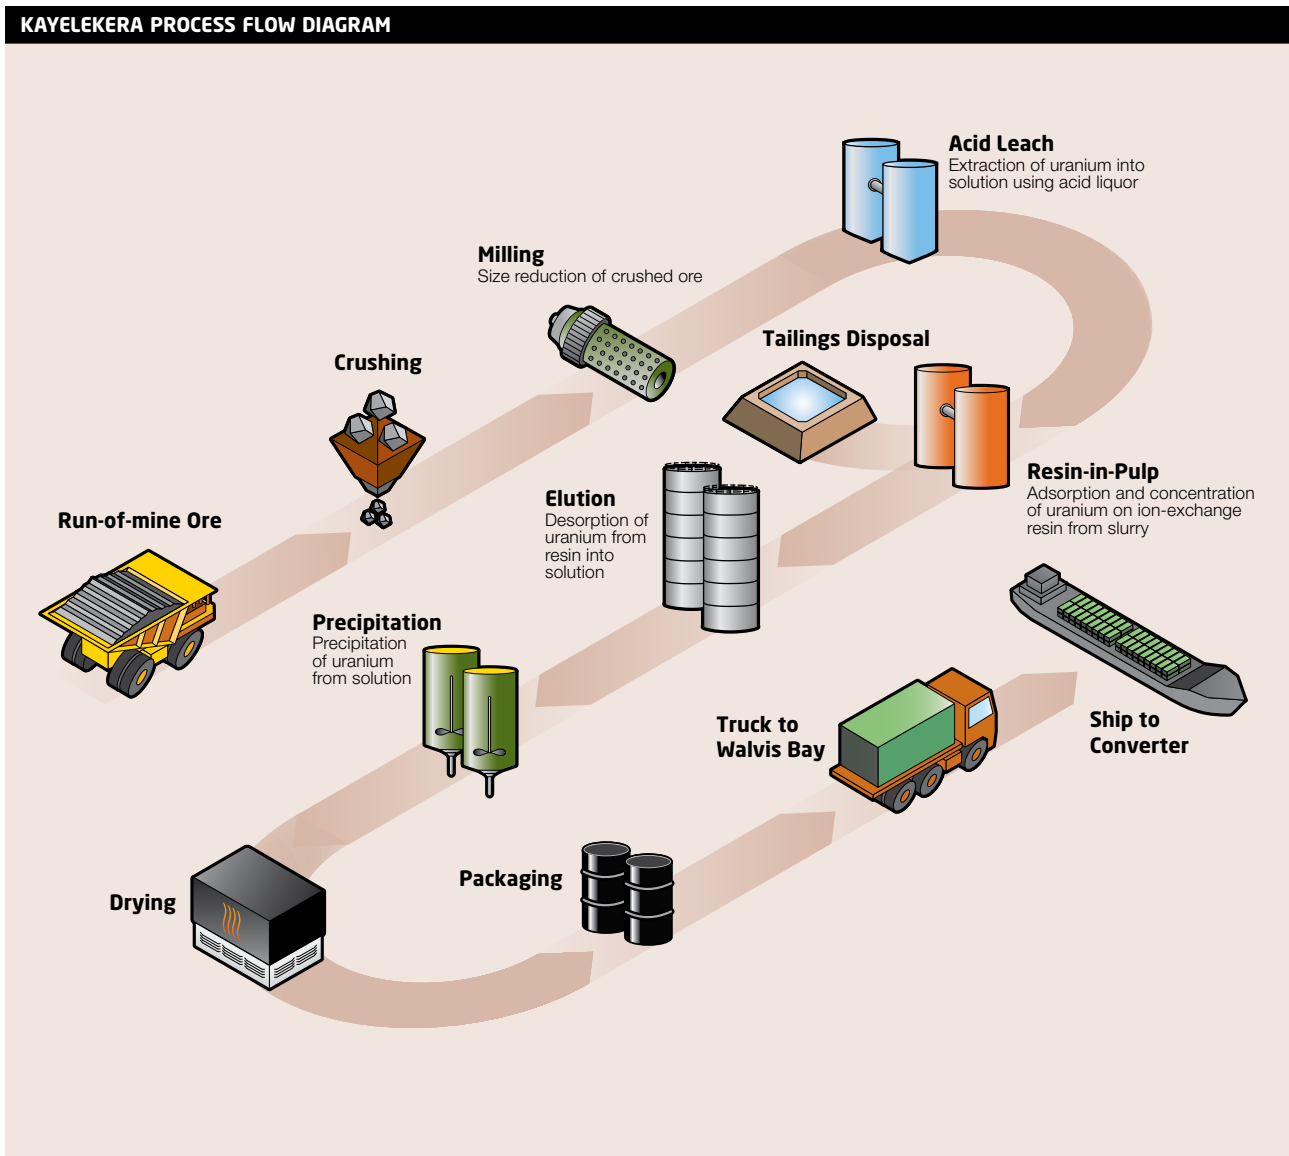 KAYELEKERA PROCESS FLOW DIAGRAM
Acid Leach
Extraction of uranium into
solution using acid liquor
Milling
Size reduction of crushed ore
Tailings Disposal
Crushing
Resin-in-Pulp
Adsorption and concentration
of uranium on ion-exchange
resin from slurry
Elution
Desorption of
uranium from
resin into
solution
Run-of-mine Ore
Precipitation
Precipitation
of uranium
from solution
Truck to
Walvis Bay
Ship to
Converter
Packaging
Drying